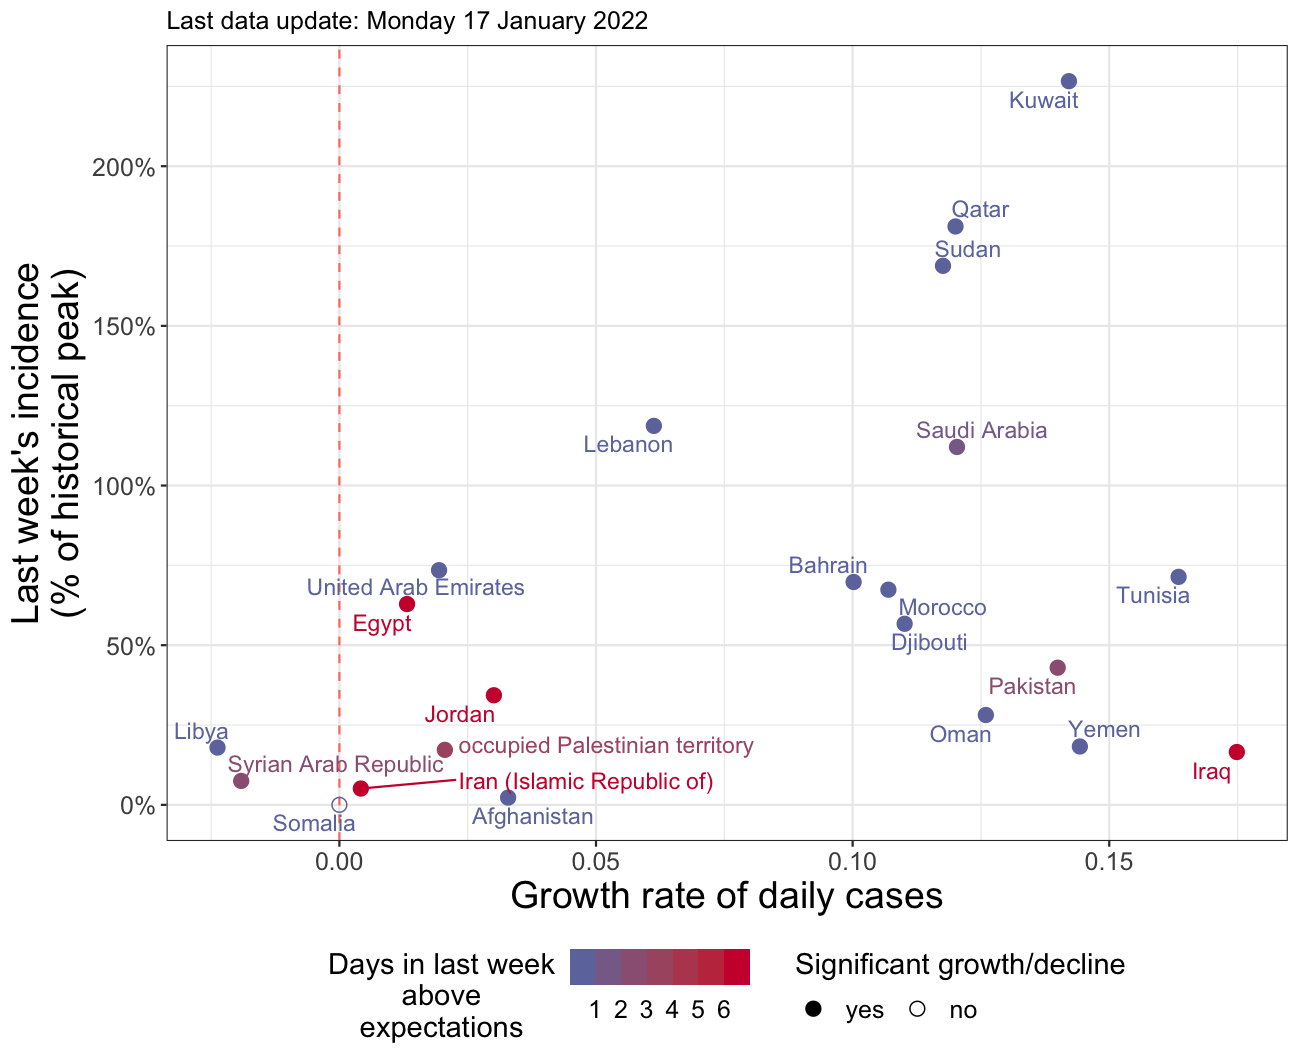 Last data update: Monday 17 January 2022
Last week's incidence
(% of historical peak)
200%
150%
100%
50%
0%
Kuwait
Qatar
Sudan
Lebanon
Saudi Arabia
Bahrain
United Arab Emirates
Tunisia
Morocco
Egypt
Djibouti
Pakistan
Jordan
Libya
Yemen
Oman
occupied Palestinian territory
Syrian Arab Republic
Iraq
Iran (Islamic Republic of)
Somalia
Afghanistan
0.00 0.05 0.10 0.15
Growth rate of daily cases
Days in last week
above
expectations
1 2 3 4 5 6
Significant growth/decline
yes no